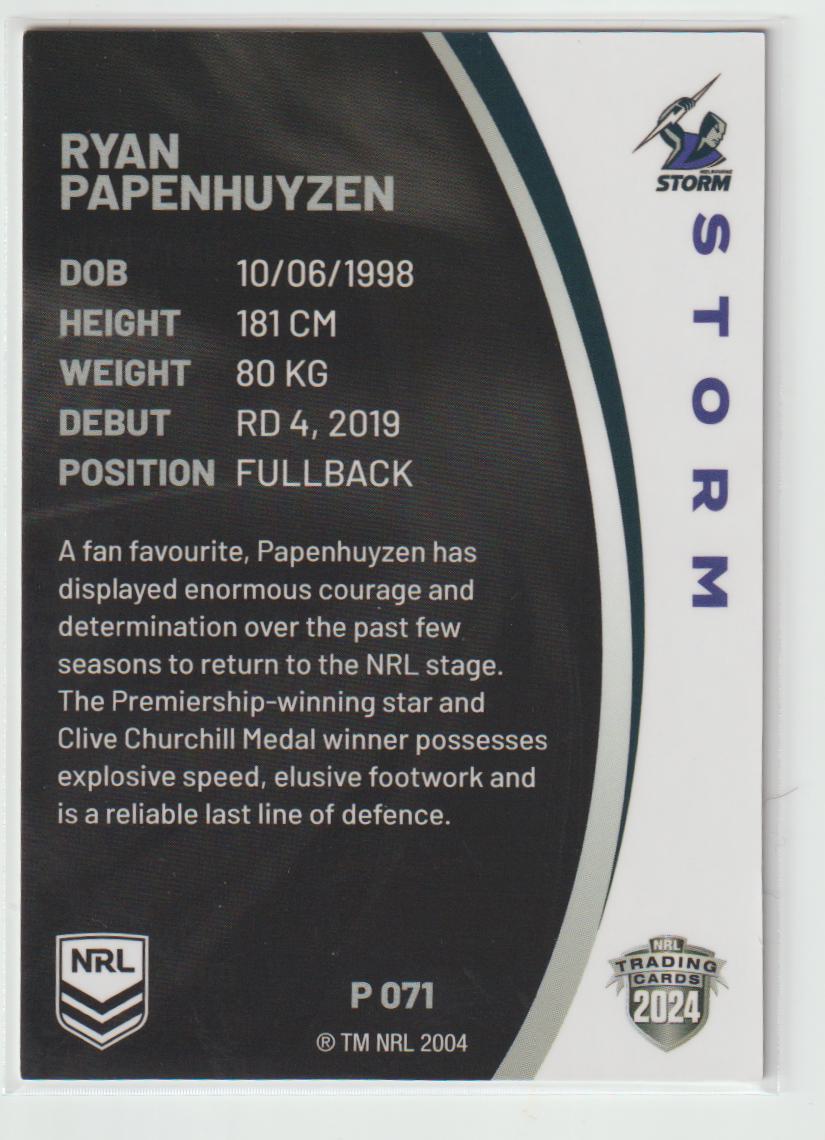 RYAN
PAPENHUYZEN
DOB 10/06/1998
HEIGHT 181 CM
WEIGHT 80 KG
DEBUT RD 4, 2019
POSITION FULLBACK
A fan favourite, Papenhuyzen has
displayed enormous courage and
determination over the past few
seasons to return to the NRL stage.
The Premiership-winning star and
Clive Churchill Medal winner possesses
explosive speed, elusive footwork and
is a reliable last line of defence.
NRL
P 071
® TM NRL 2004
MELBOURNE
STORM
STORM
NRL
TRADING
CARDS
2024